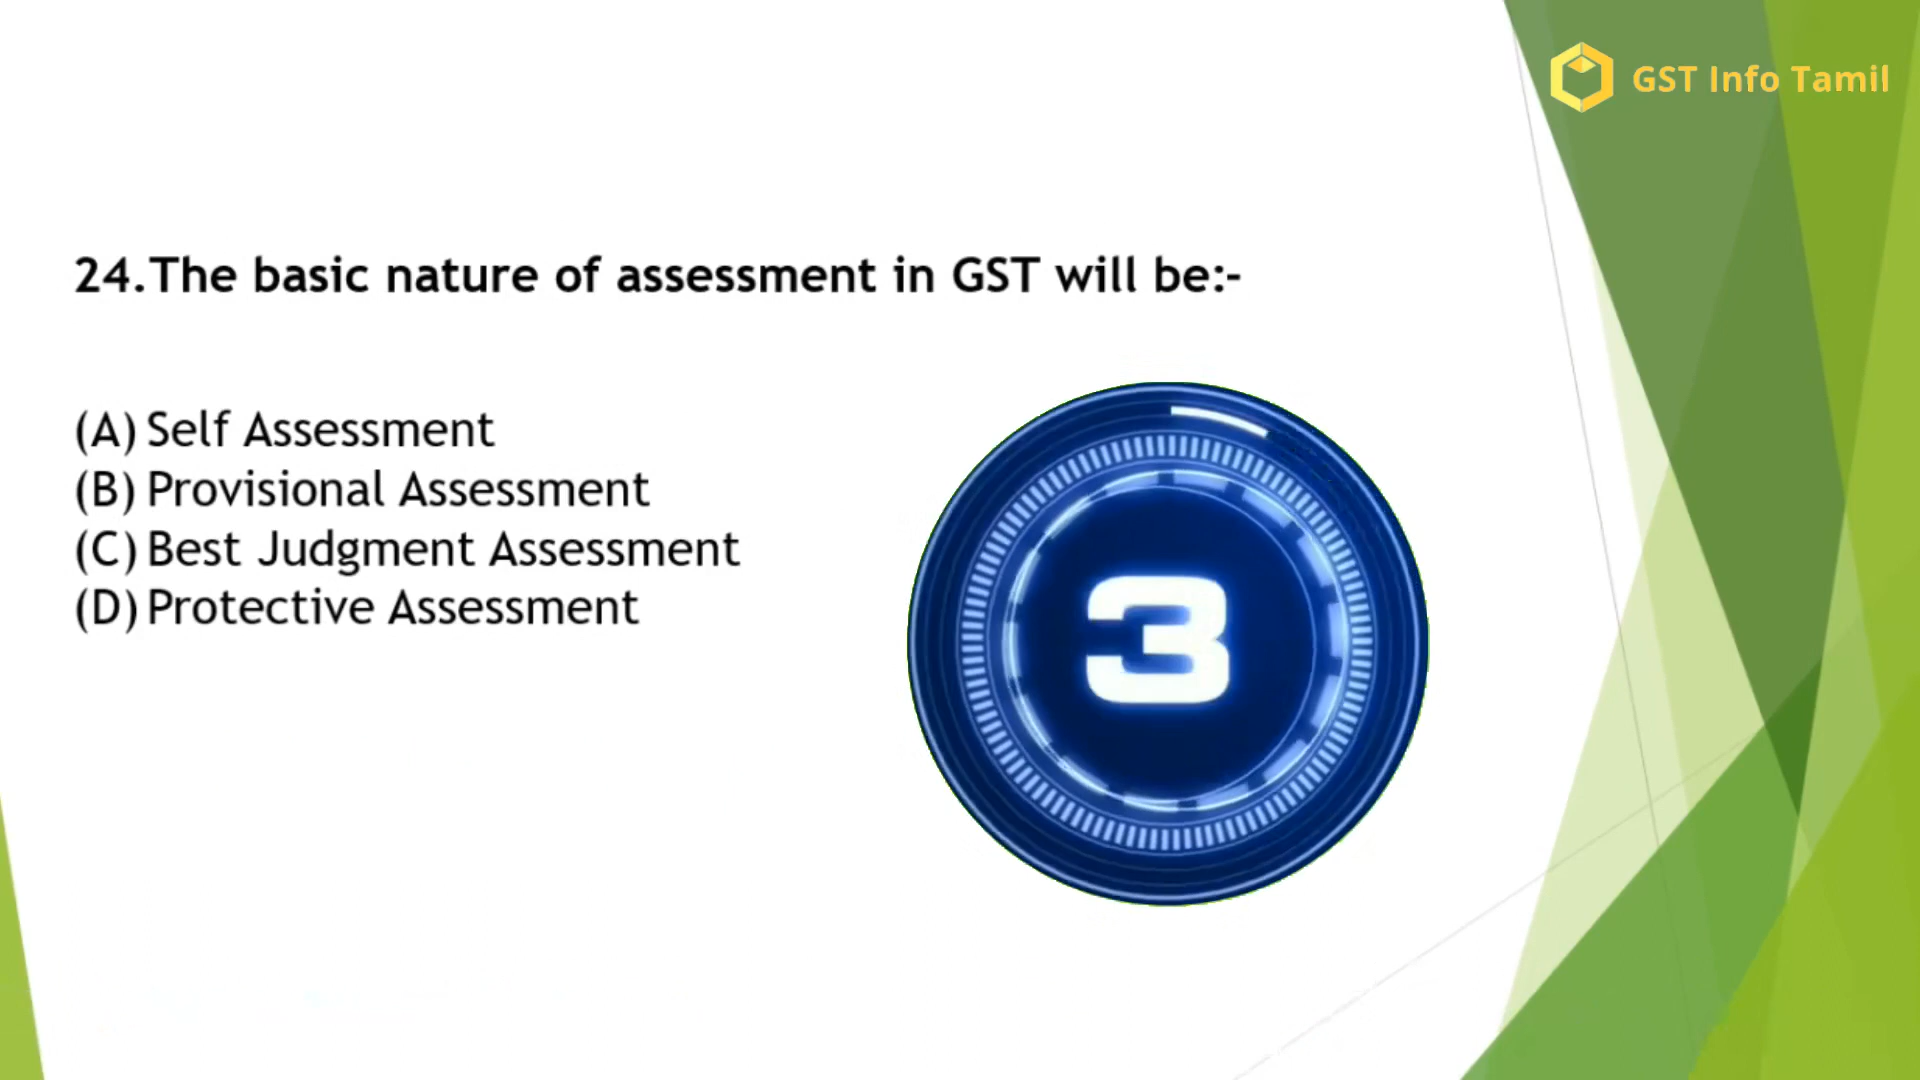 GST Info Tamil
24.The basic nature of assessment in GST will be:-
(A) Self Assessment
(B) Provisional Assessment
(C) Best Judgment Assessment
(D) Protective Assessment
3